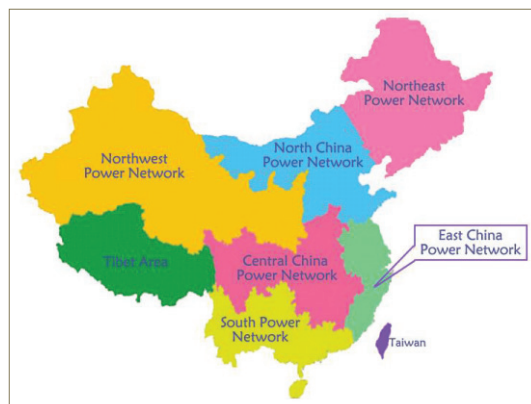 Northeast
Power Network
North China
Power Network
Northwest
Power Network
East China
Power Network
Tibet Area
Central China
Power Network
South Power
Network
Taiwan